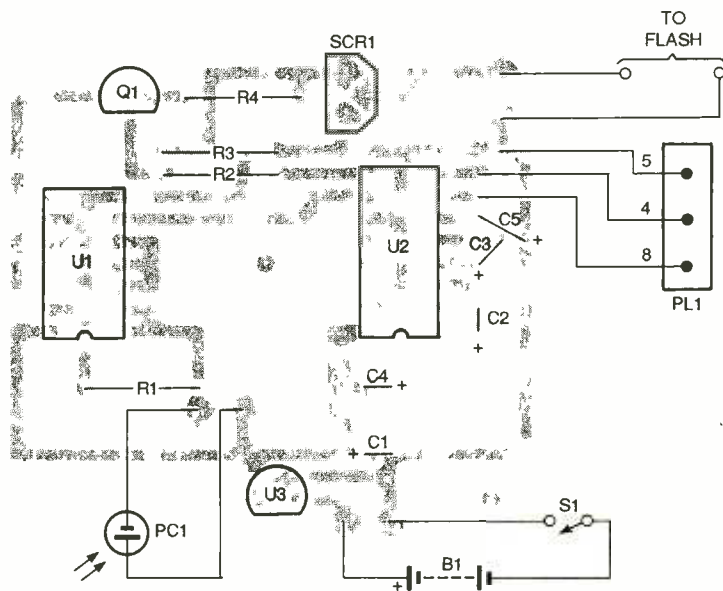 TO
FLASH
SCR1
Q1
R4
R3
R2
5
4
8
PL1
U1
U2
C5
C3
+
+
C2
+
R1
C4
+
C1
+
U3
PC1
S1
B1
+